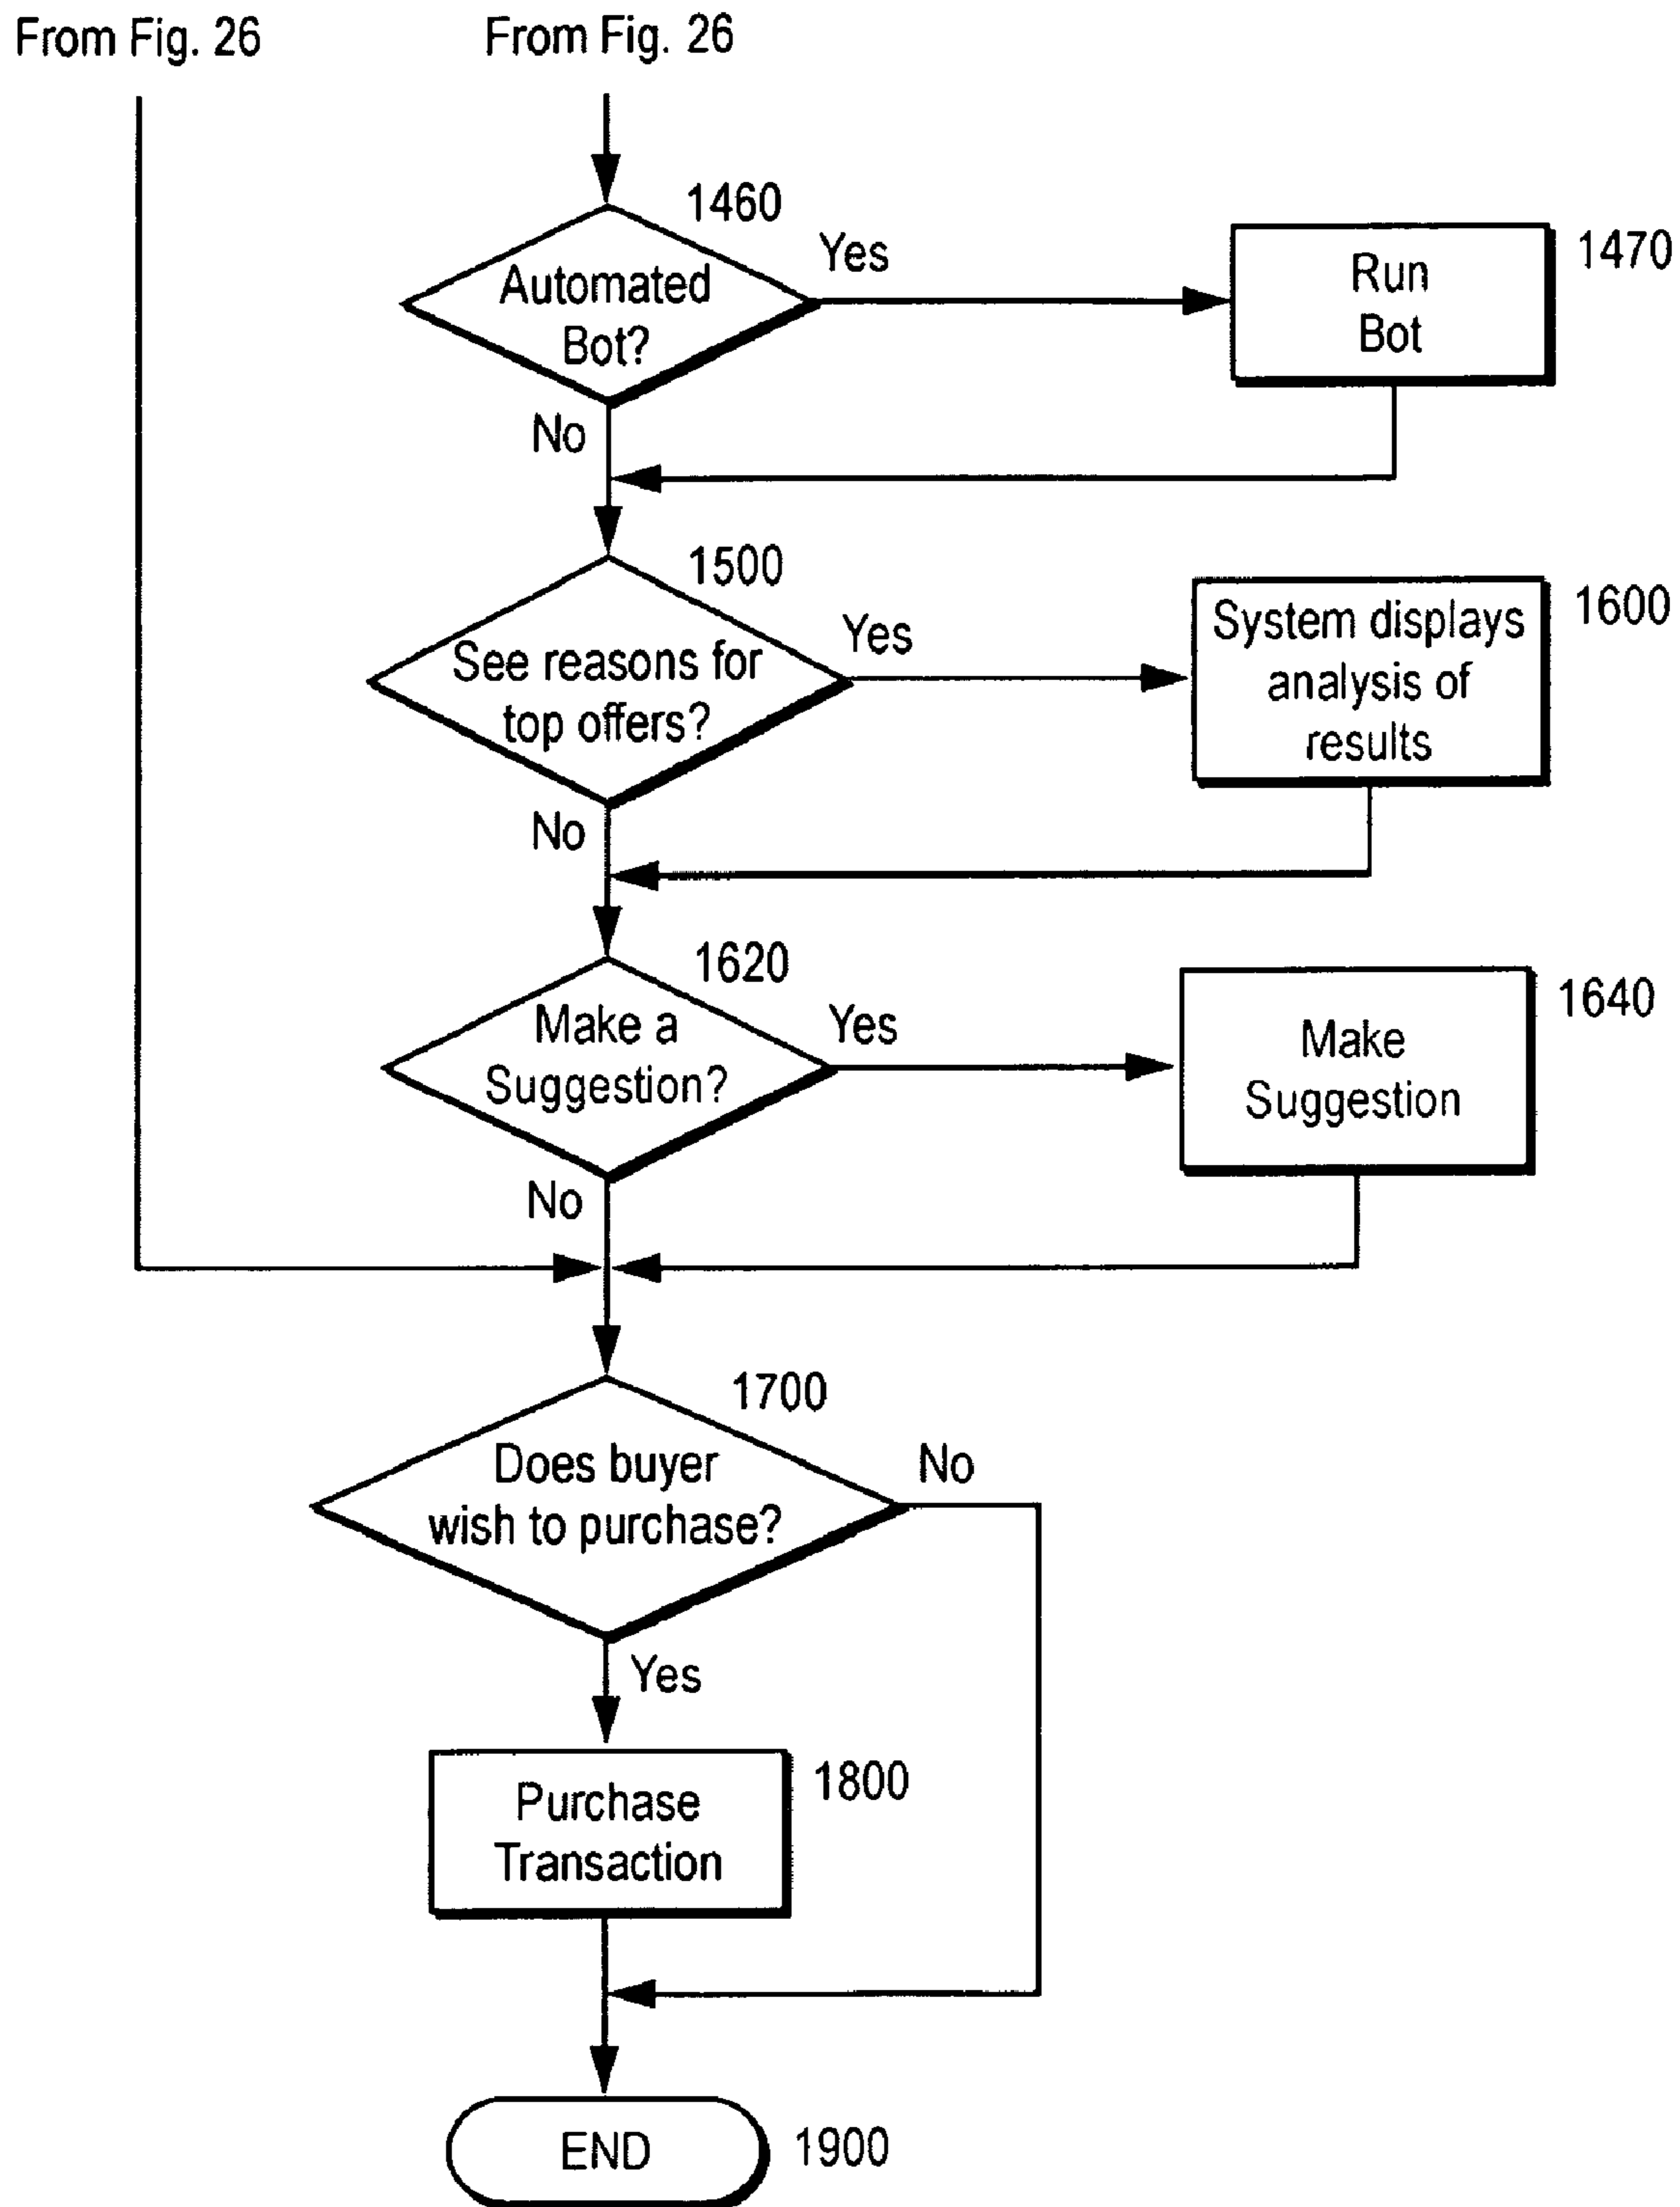 From Fig. 26
From Fig. 26
1460
Automated
Bot?
Yes
Run
Bot
1470
No
1500
See reasons for
top offers?
Yes
System displays
analysis of
results
1600
No
1620
Make a
Suggestion?
Yes
Make
Suggestion
1640
No
1700
Does buyer
wish to purchase?
No
Yes
Purchase
Transaction
1800
END
1900